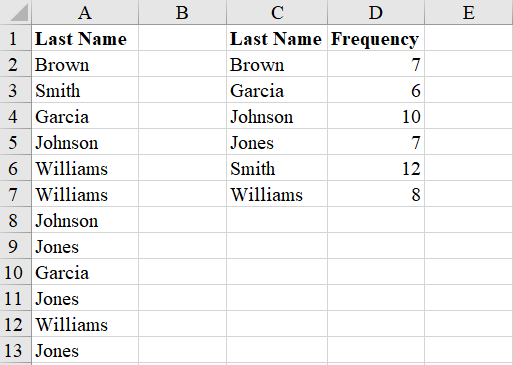 A B C D E
1 Last Name Last Name Frequency
2 Brown Brown 7
3 Smith Garcia 6
4 Garcia Johnson 10
5 Johnson Jones 7
6 Williams Smith 12
7 Williams Williams 8
8 Johnson
9 Jones
10 Garcia
11 Jones
12 Williams
13 Jones